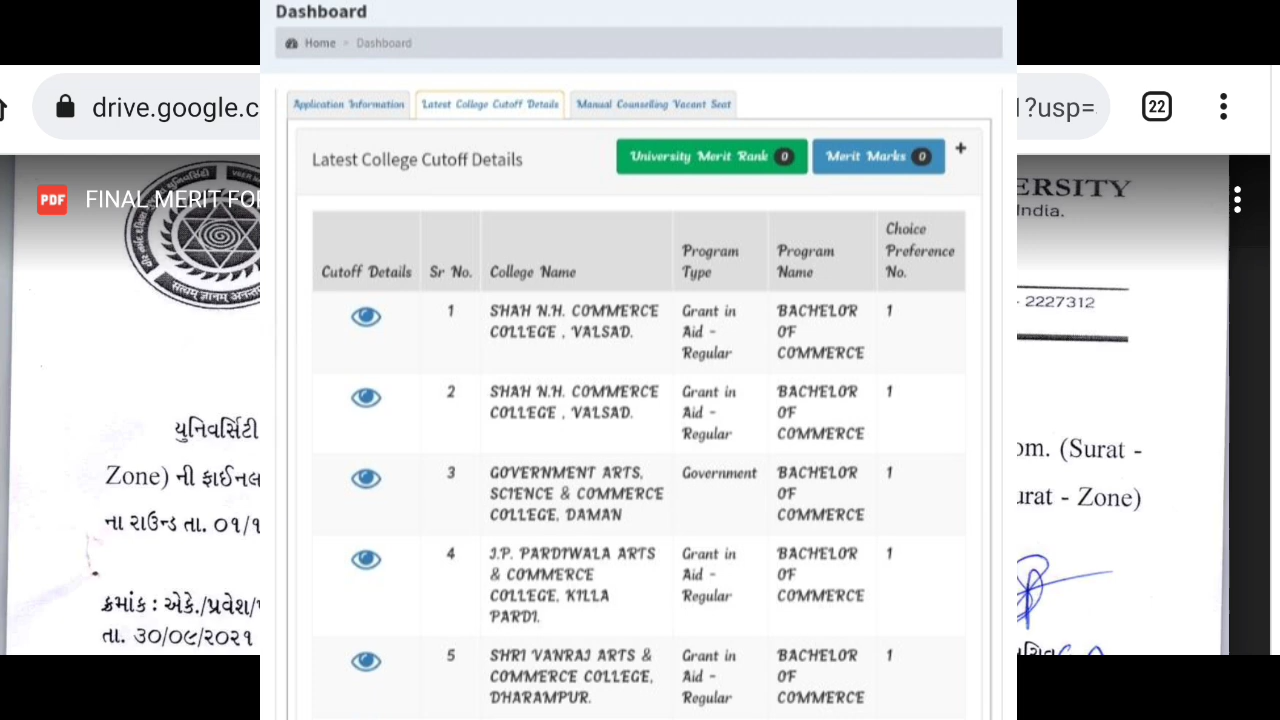 Dashboard
Home » Dashboard
Application Information
Latest College Cutoff Details
Manual Counselling Vacant Seat
Latest College Cutoff Details
University Merit Rank 0
Merit Marks 0
+
Cutoff Details Sr No. College Name Program Type Program Name Choice Preference No.
1 SHAH N.H. COMMERCE COLLEGE , VALSAD. Grant in Aid - Regular BACHELOR OF COMMERCE 1
2 SHAH N.H. COMMERCE COLLEGE , VALSAD. Grant in Aid - Regular BACHELOR OF COMMERCE 1
3 GOVERNMENT ARTS, SCIENCE & COMMERCE COLLEGE, DAMAN Government BACHELOR OF COMMERCE 1
4 J.P. PARDIWALA ARTS & COMMERCE COLLEGE, KILLA PARDI. Grant in Aid - Regular BACHELOR OF COMMERCE 1
5 SHRI VANRAJ ARTS & COMMERCE COLLEGE, DHARAMPUR. Grant in Aid - Regular BACHELOR OF COMMERCE 1
drive.google.c
1?usp=
22
PDF FINAL MERIT FO
ERSITY
India.
- 2227312
યુનિવર્સિટી
om. (Surat -
Zone) ની ફાઈનલ
urat - Zone)
ના રાઉન્ડ તા. ૦૧/૧
ક્રમાંક : એકે./પ્રવેશ/
તા. ૩૦/૦૯/૨૦૨૧